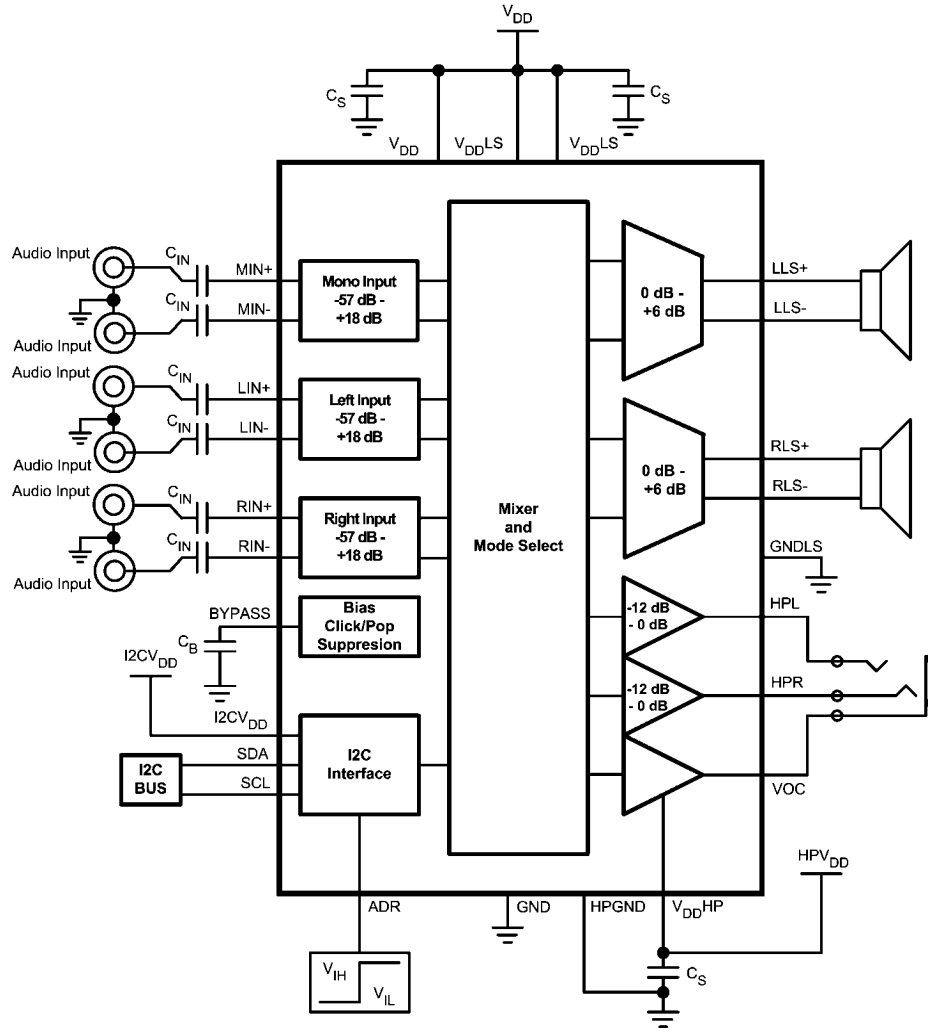 VDD
CS
CS
VDD
VDDLS
VDDLS
Audio Input
CIN
MIN+
Mono Input
-57 dB -
+18 dB
CIN
MIN-
Audio Input
0 dB -
+6 dB
LLS+
LLS-
Audio Input
CIN
LIN+
Left Input
-57 dB -
+18 dB
CIN
LIN-
Audio Input
0 dB -
+6 dB
RLS+
RLS-
Audio Input
CIN
RIN+
Right Input
-57 dB -
+18 dB
CIN
RIN-
Audio Input
Mixer
and
Mode Select
GNDLS
BYPASS
CB
Bias
Click/Pop
Suppresion
-12 dB
- 0 dB
HPL
-12 dB
- 0 dB
HPR
I2CVDD
I2CVDD
SDA
SCL
I2C
BUS
I2C
Interface
VOC
HPVDD
ADR
GND
HPGND
VDDHP
VIH
VIL
CS